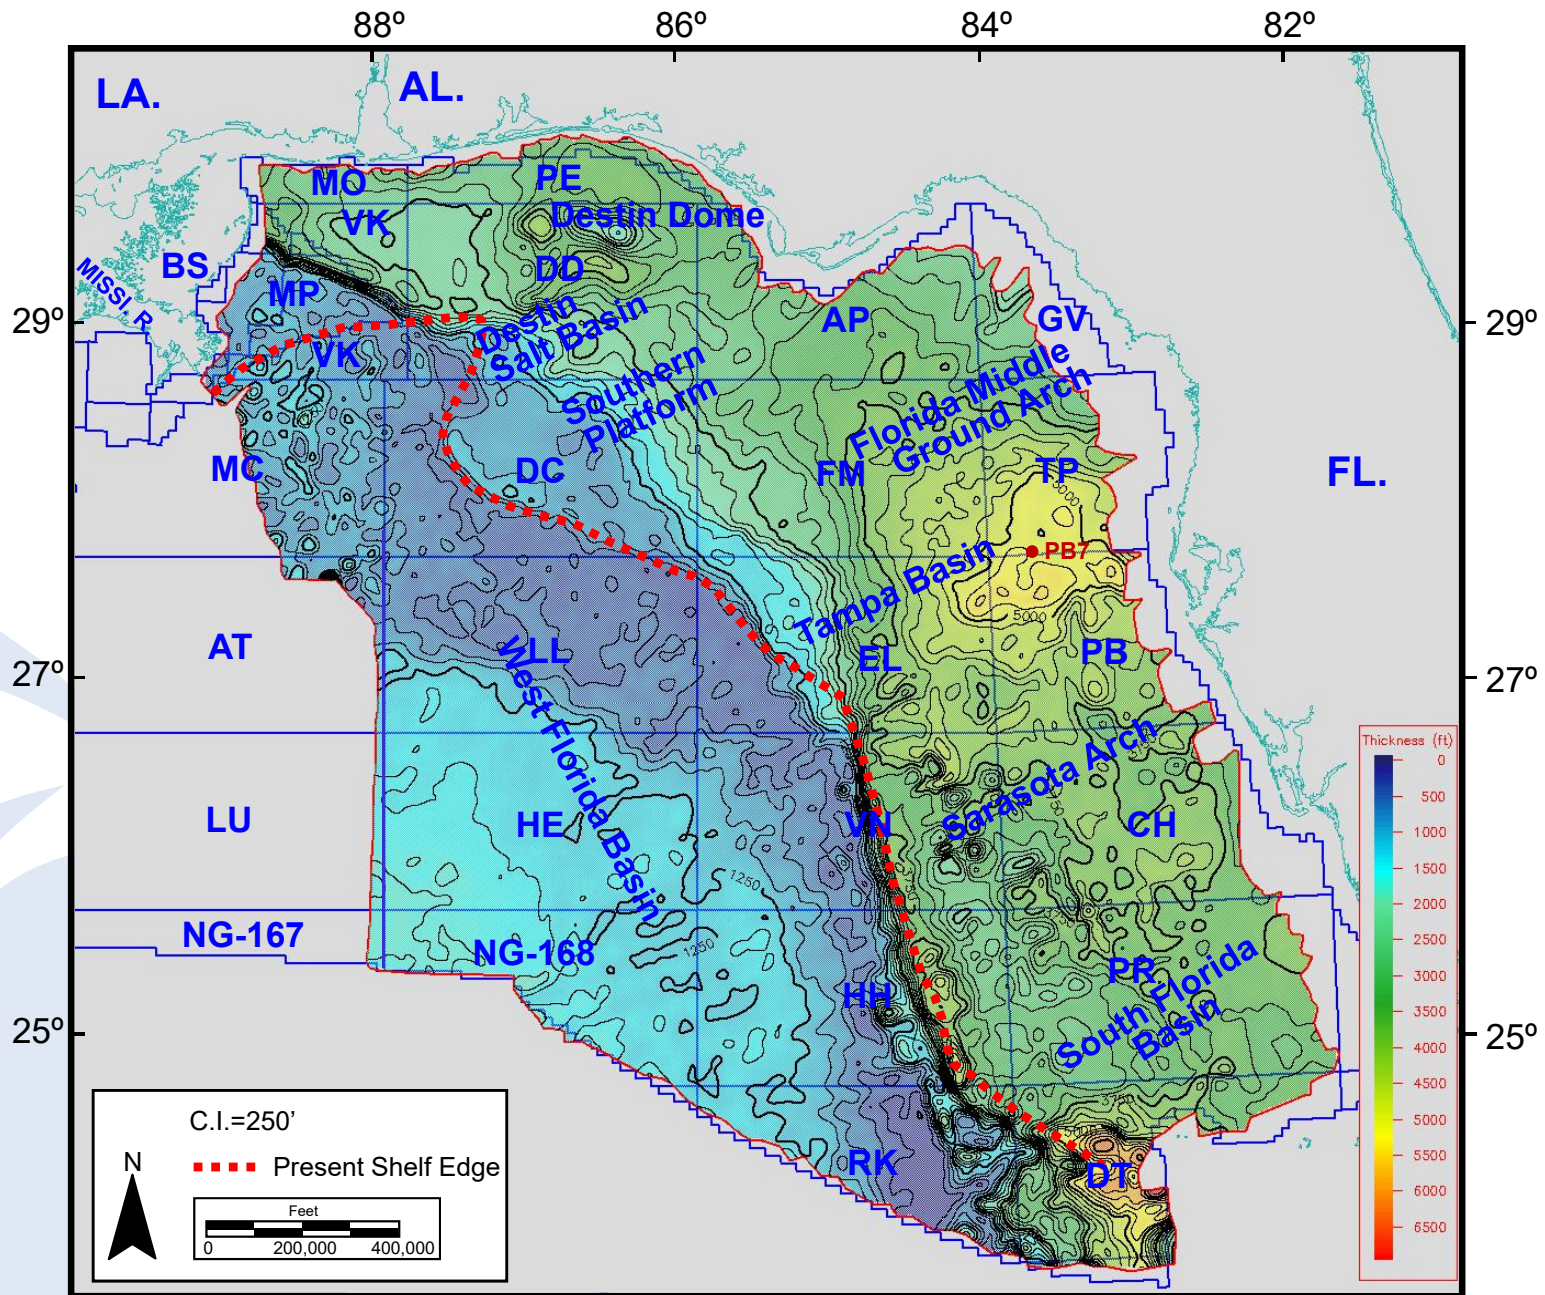 88º
86º
84º
82º
LA.
AL.
MO
PE
VK
Destin Dome
BS
DD
MISSI. R
MP
29º
29º
Destin
Salt Basin
AP
GV
VK
Southern
Platform
Florida Middle
Ground Arch
MC
DC
FM
TP
FL.
5000
PB7
Tampa Basin
5000
AT
LL
EL
PB
27º
27º
West Florida Basin
Sarasota Arch
LU
HE
VN
CH
1250
NG-167
NG-168
1250
PR
HH
South Florida
Basin
25º
25º
3750
5000
RK
DT
Thickness (ft)
0
500
1000
1500
2000
2500
3000
3500
4000
4500
5000
5500
6000
6500
C.I.=250’
N
Present Shelf Edge
Feet
0
200,000
400,000